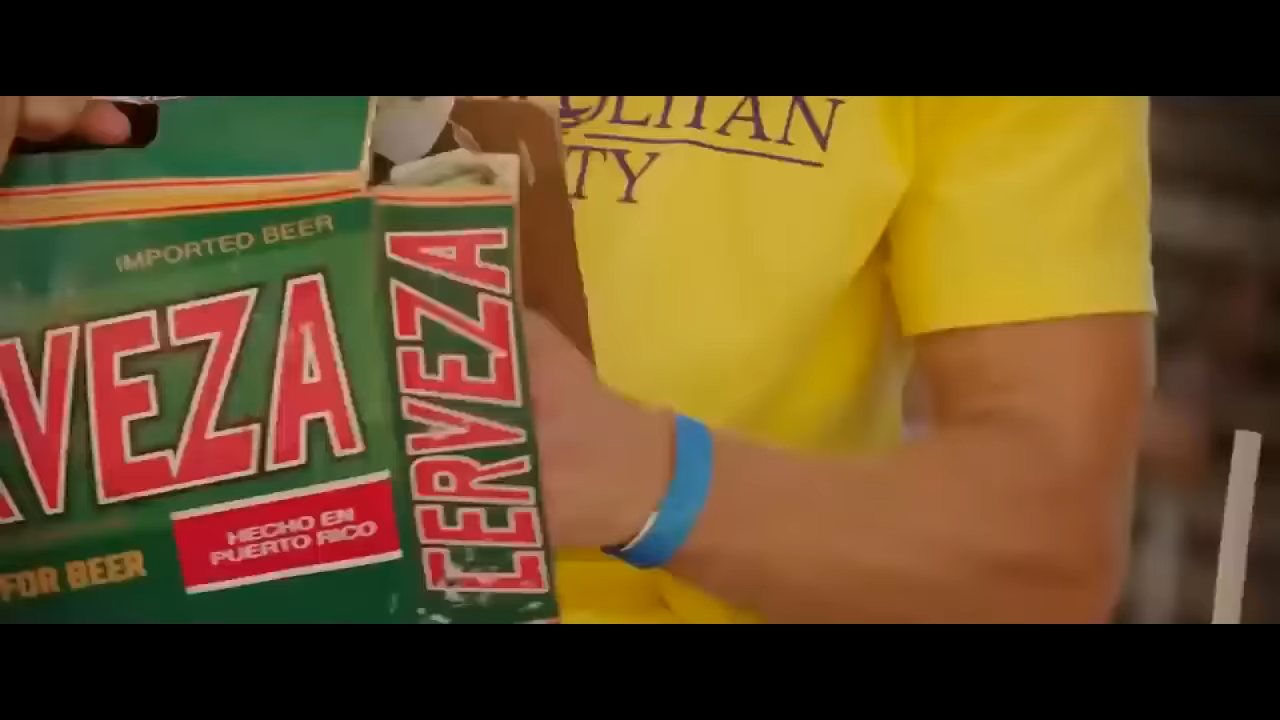 IMPORTED BEER
VEZA
HECHO EN
PUERTO RICO
FOR BEER
CERVEZA
OLITAN
TY